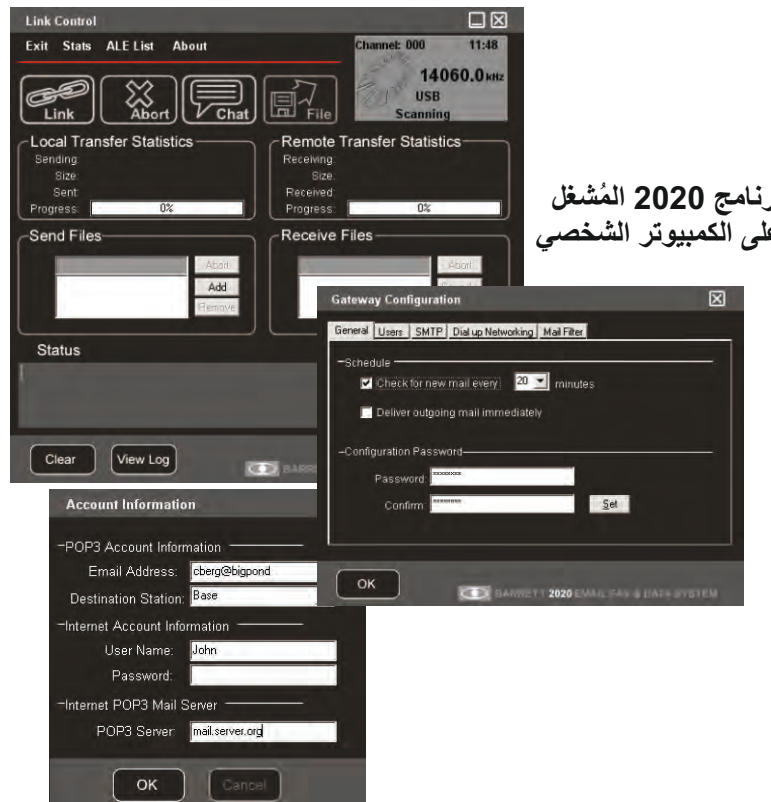 Link Control
Exit Stats ALE List About
Channel: 000 11:48
14060.0 kHz
USB
Scanning
Link Abort Chat File
Local Transfer Statistics
Sending:
Size:
Sent:
Progress: 0%
Remote Transfer Statistics
Receiving:
Size:
Received:
Progress: 0%
رنامج 2020 المُشغل
على الكمبيوتر الشخصي
Send Files
Abort
Add
Remove
Receive Files
Abort
Status
Clear View Log
Gateway Configuration
General Users SMTP Dial up Networking Mail Filter
Schedule
Check for new mail every 20 minutes
Deliver outgoing mail immediately
Configuration Password
Password: ********
Confirm: ********
Set
OK
BARRETT 2020 EMAIL FAX & DATA SYSTEM
Account Information
POP3 Account Information
Email Address: cberg@bigpond
Destination Station: Base
Internet Account Information
User Name: John
Password:
Internet POP3 Mail Server
POP3 Server: mail.server.org
OK Cancel